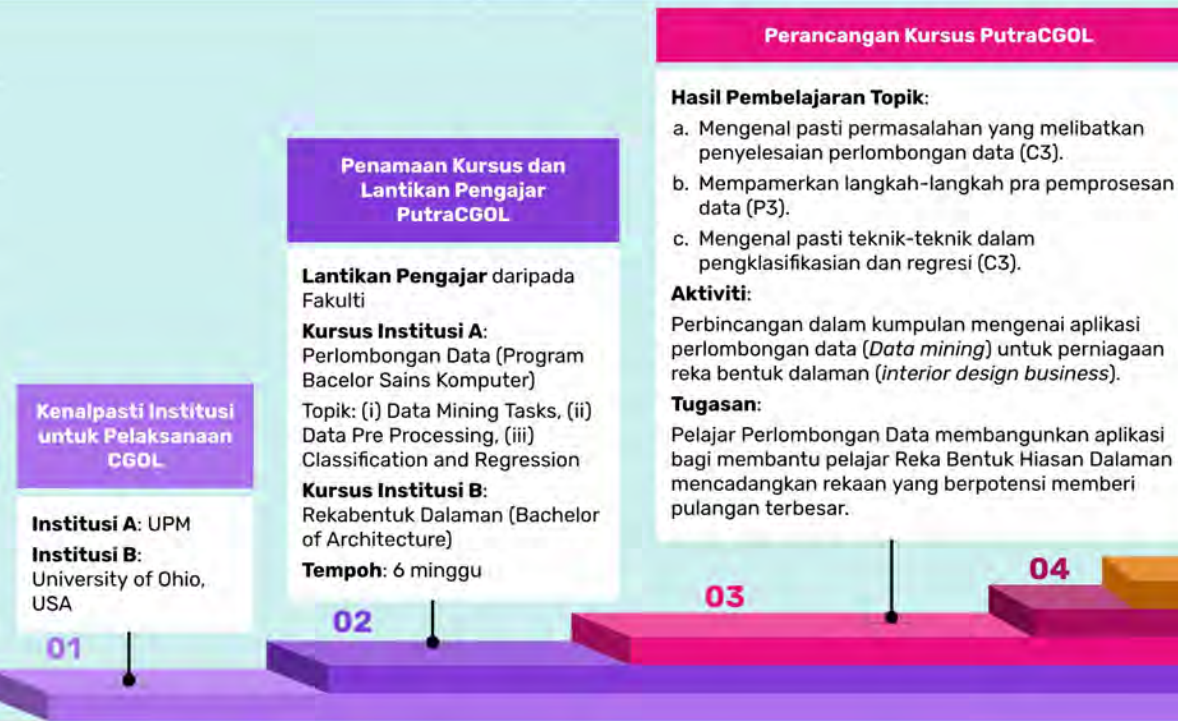 Kenalpasti Institusi
untuk Pelaksanaan
CGOL
Institusi A: UPM
Institusi B:
University of Ohio,
USA
01
Penamaan Kursus dan
Lantikan Pengajar
PutraCGOL
Lantikan Pengajar daripada
Fakulti
Kursus Institusi A:
Perlombongan Data (Program
Bacelor Sains Komputer)
Topik: (i) Data Mining Tasks, (ii)
Data Pre Processing, (iii)
Classification and Regression
Kursus Institusi B:
Rekabentuk Dalaman (Bachelor
of Architecture)
Tempoh: 6 minggu
02
Perancangan Kursus PutraCGOL
Hasil Pembelajaran Topik:
a. Mengenal pasti permasalahan yang melibatkan
penyelesaian perlombongan data (C3).
b. Mempamerkan langkah-langkah pra pemprosesan
data (P3).
c. Mengenal pasti teknik-teknik dalam
pengklasifikasian dan regresi (C3).
Aktiviti:
Perbincangan dalam kumpulan mengenai aplikasi
perlombongan data (Data mining) untuk perniagaan
reka bentuk dalaman (interior design business).
Tugasan:
Pelajar Perlombongan Data membangunkan aplikasi
bagi membantu pelajar Reka Bentuk Hiasan Dalaman
mencadangkan rekaan yang berpotensi memberi
pulangan terbesar.
03
04